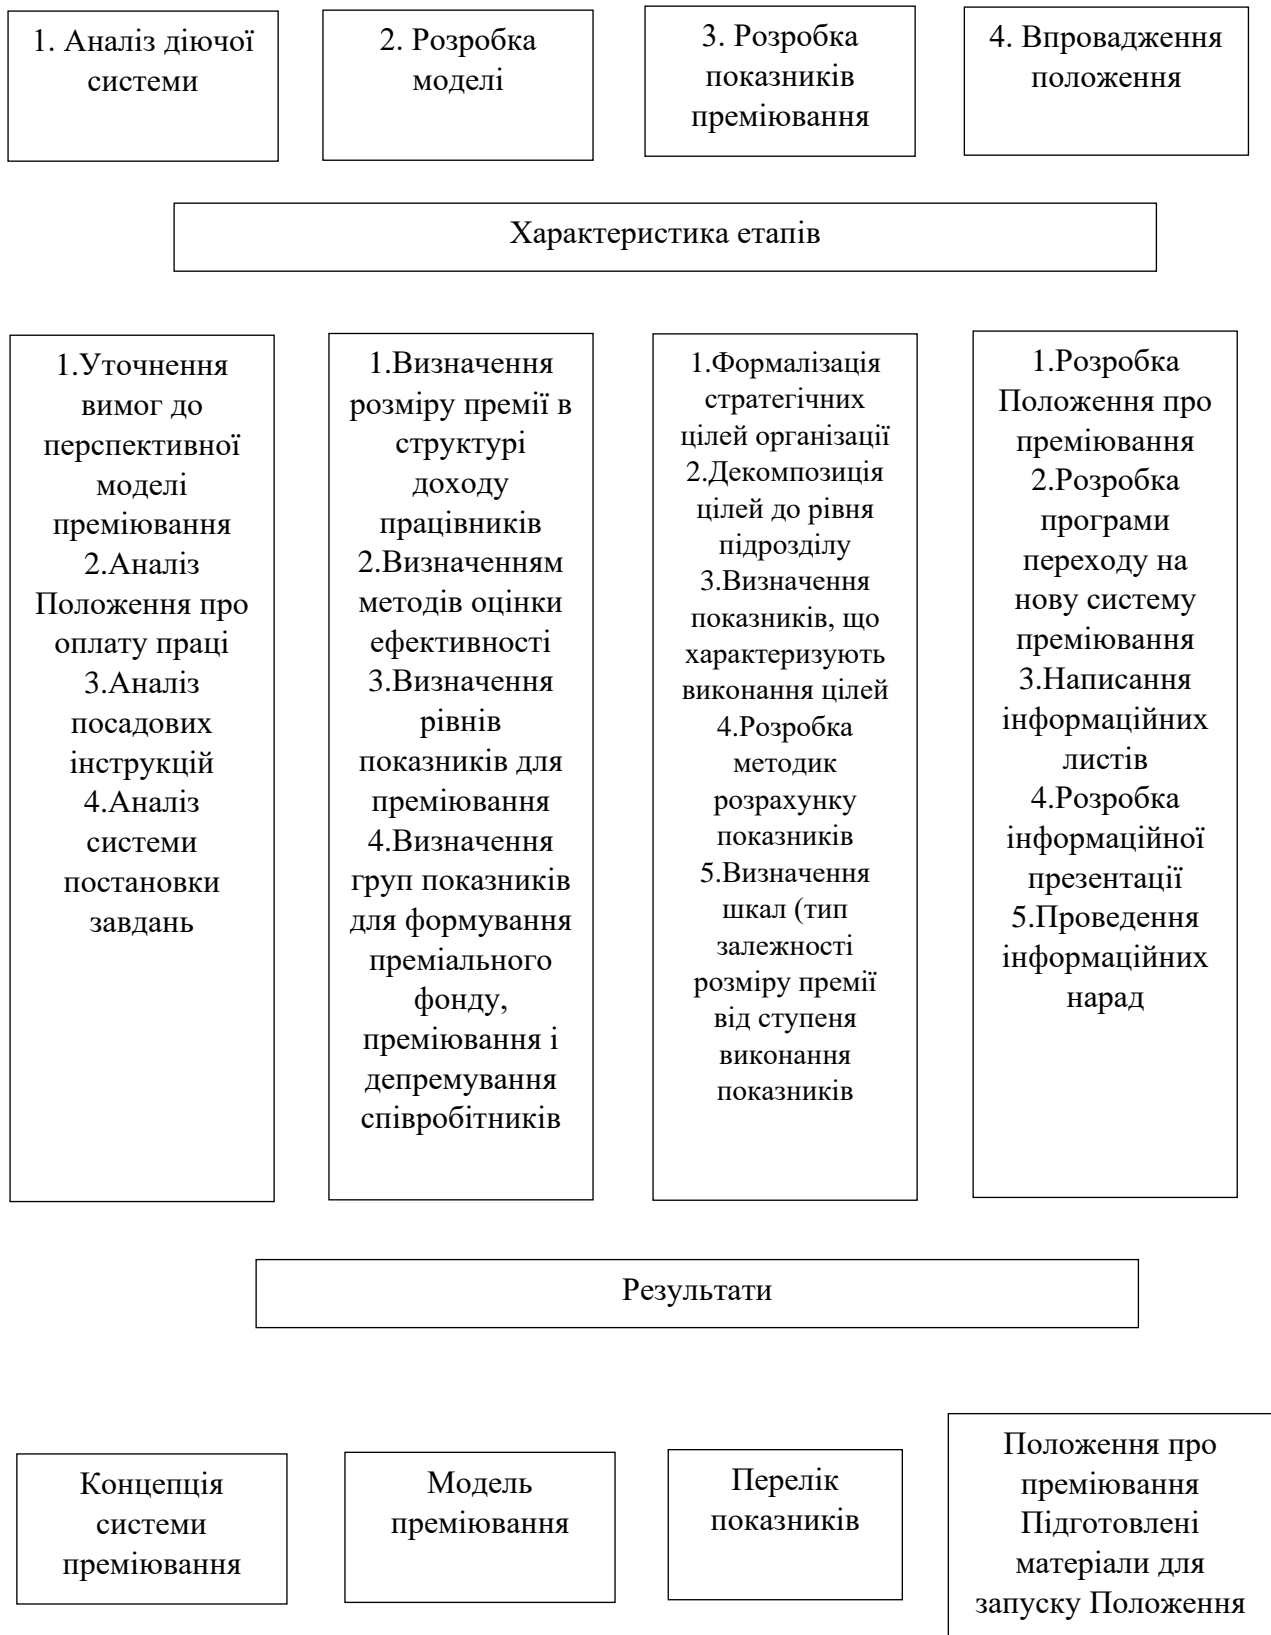 1. Аналіз діючої
системи
2. Розробка
моделі
3. Розробка
показників
преміювання
4. Впровадження
положення
Характеристика етапів
1.Уточнення
вимог до
перспективної
моделі
преміювання
2.Аналіз
Положення про
оплату праці
3.Аналіз
посадових
інструкцій
4.Аналіз
системи
постановки
завдань
1.Визначення
розміру премії в
структурі
доходу
працівників
2.Визначенням
методів оцінки
ефективності
3.Визначення
рівнів
показників для
преміювання
4.Визначення
груп показників
для формування
преміального
фонду,
преміювання і
депремування
співробітників
1.Формалізація
стратегічних
цілей організації
2.Декомпозиція
цілей до рівня
підрозділу
3.Визначення
показників, що
характеризують
виконання цілей
4.Розробка
методик
розрахунку
показників
5.Визначення
шкал (тип
залежності
розміру премії
від ступеня
виконання
показників
1.Розробка
Положення про
преміювання
2.Розробка
програми
переходу на
нову систему
преміювання
3.Написання
інформаційних
листів
4.Розробка
інформаційної
презентації
5.Проведення
інформаційних
нарад
Результати
Концепція
системи
преміювання
Модель
преміювання
Перелік
показників
Положення про
преміювання
Підготовлені
матеріали для
запуску Положення